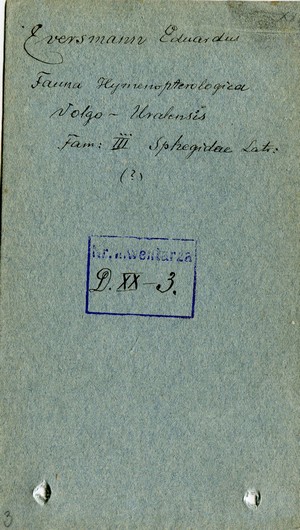 Eversmann Eduardus
Fauna Hymenopterologica
Volgo - Uralensis
Fam: III Sphegidae Latr:
(?)
Nr. inwentarza
D. XX - 3.
3